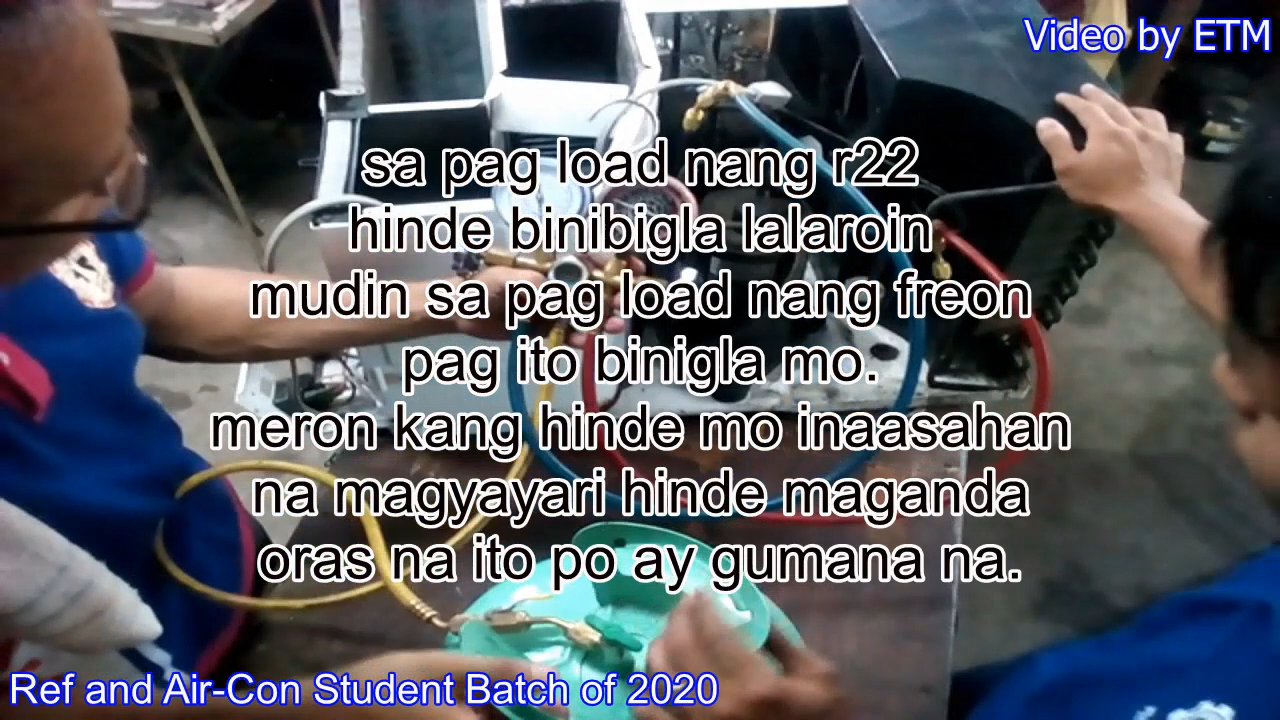 Video by ETM
sa pag load nang r22
hinde binibigla lalaroin
mudin sa pag load nang freon
pag ito binigla mo.
meron kang hinde mo inaasahan
na magyayari hinde maganda
oras na ito po ay gumana na.
Ref and Air-Con Student Batch of 2020